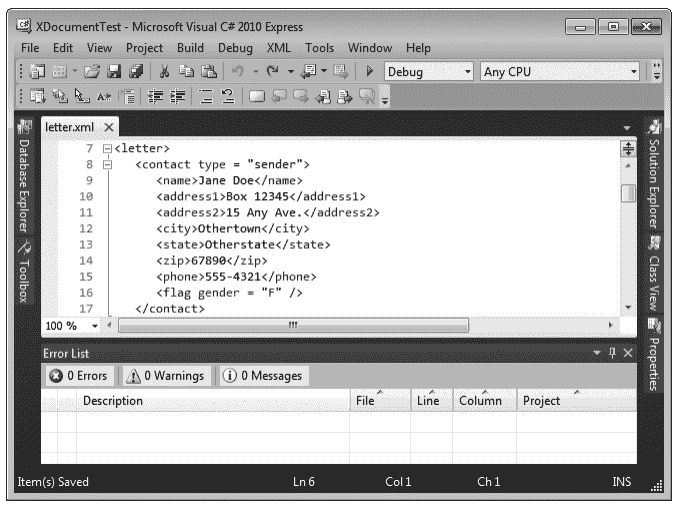 XDocumentTest - Microsoft Visual C# 2010 Express
File Edit View Project Build Debug XML Tools Window Help
Debug Any CPU
letter.xml
Database Explorer
Toolbox
7 <letter>
8 <contact type = "sender">
9 <name>Jane Doe</name>
10 <address1>Box 12345</address1>
11 <address2>15 Any Ave.</address2>
12 <city>Othertown</city>
13 <state>Otherstate</state>
14 <zip>67890</zip>
15 <phone>555-4321</phone>
16 <flag gender = "F" />
17 </contact>
100 %
Solution Explorer
Class View
Properties
Error List
0 Errors 0 Warnings 0 Messages
Description File Line Column Project
Item(s) Saved Ln 6 Col 1 Ch 1 INS